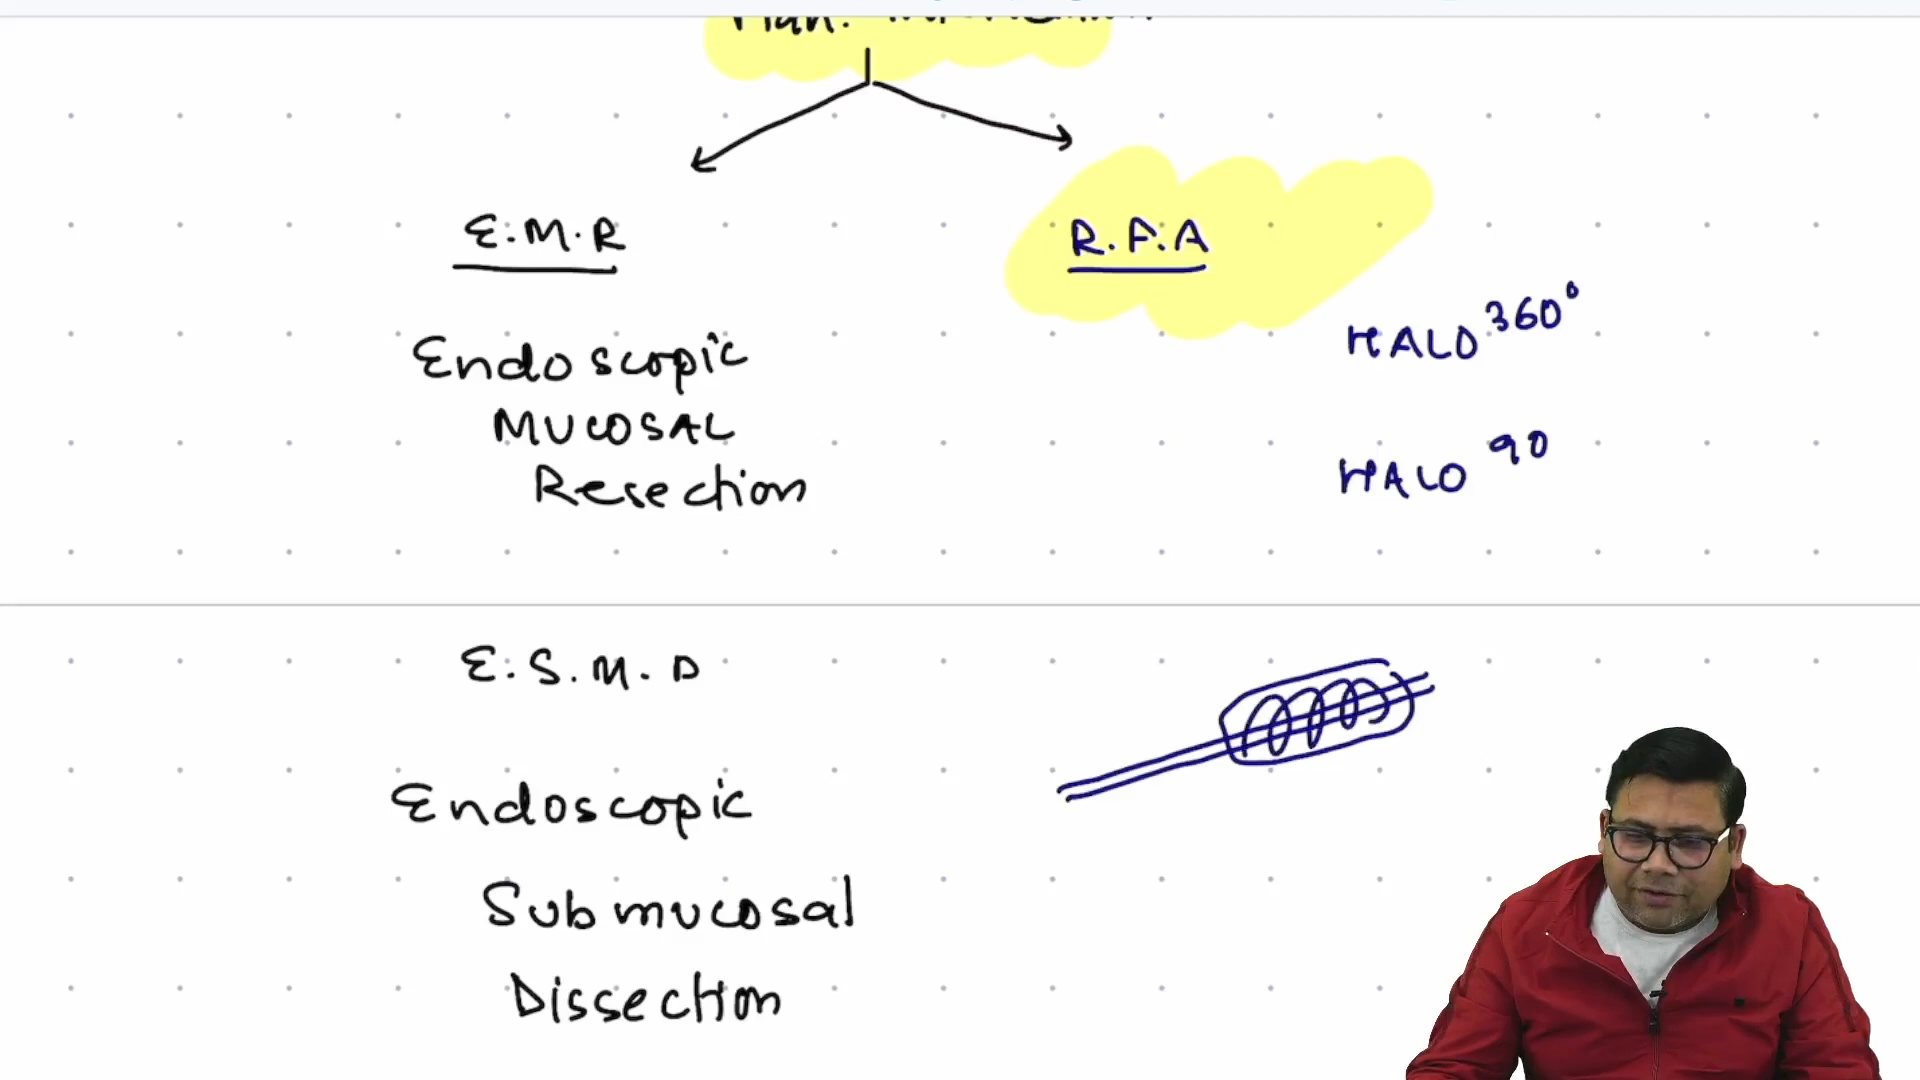 E.M.R
R.F.A
HALO 360°
Endoscopic
MUCOSAL
Resection
HALO 90
E.S.M.D
Endoscopic
Submucosal
Dissection